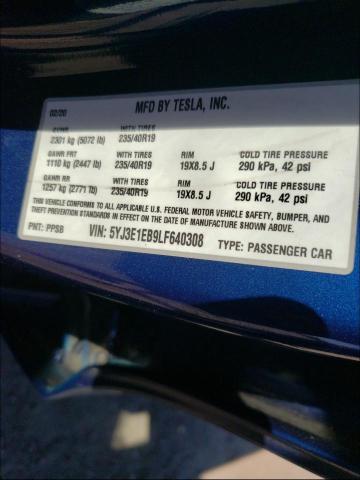 MFD BY TESLA, INC.
02/20
GVWR WITH TIRES
2301 kg (5072 lb) 235/40R19
GAWR FRT WITH TIRES RIM COLD TIRE PRESSURE
1110 kg (2447 lb) 235/40R19 19X8.5 J 290 kPa, 42 psi
GAWR RR WITH TIRES RIM COLD TIRE PRESSURE
1257 kg (2771 lb) 235/40R19 19X8.5 J 290 kPa, 42 psi
THIS VEHICLE CONFORMS TO ALL APPLICABLE U.S. FEDERAL MOTOR VEHICLE SAFETY, BUMPER, AND
THEFT PREVENTION STANDARDS IN EFFECT ON THE DATE OF MANUFACTURE SHOWN ABOVE.
PNT: PPSB VIN: 5YJ3E1EB9LF640308 TYPE: PASSENGER CAR